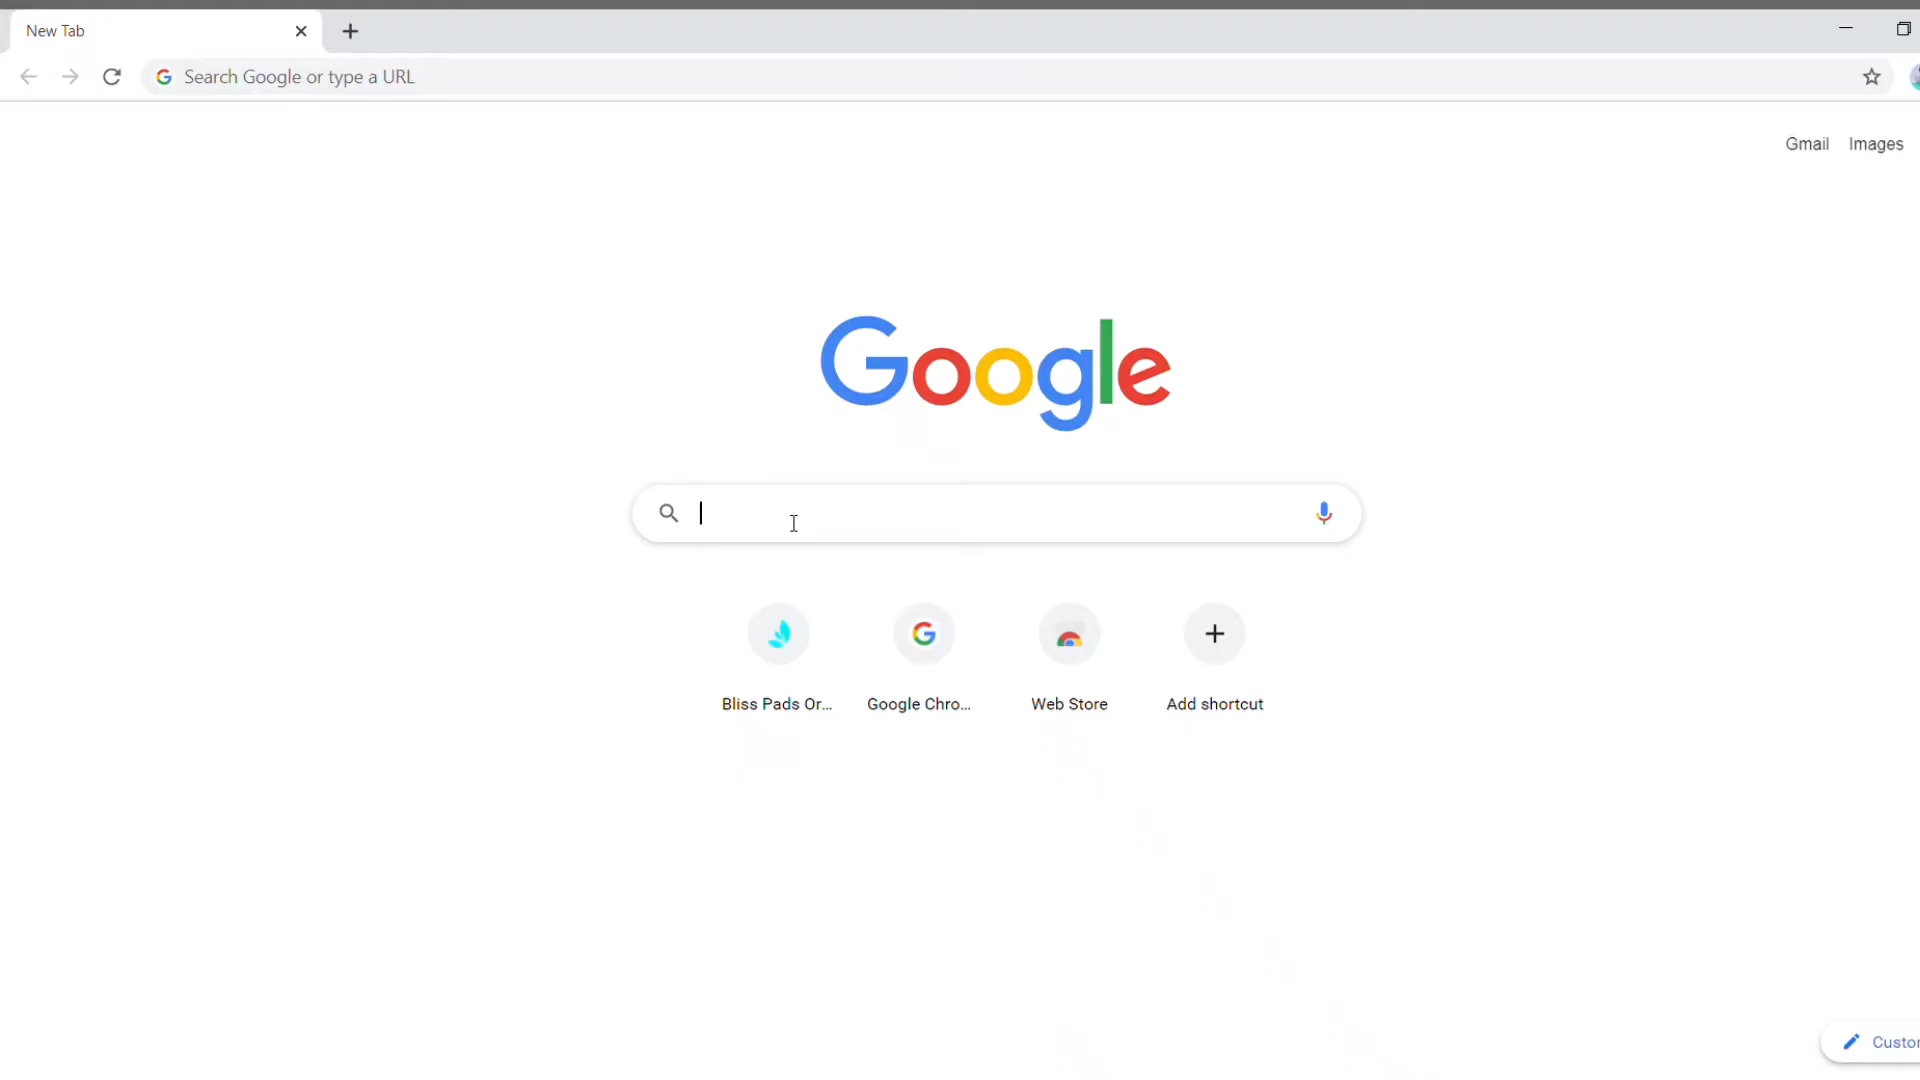 New Tab
Search Google or type a URL
Gmail Images
Google
Bliss Pads Or... Google Chro... Web Store Add shortcut